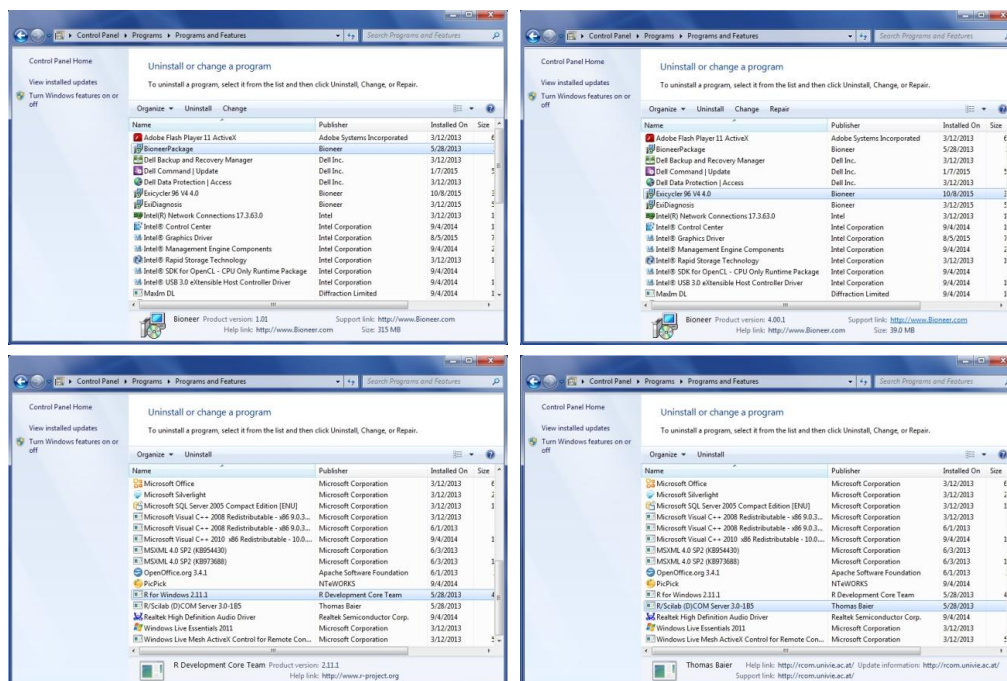 Control Panel ▸ Programs ▸ Programs and Features
Search Programs and Features
Control Panel Home
View installed updates
Turn Windows features on or off
Uninstall or change a program
To uninstall a program, select it from the list and then click Uninstall, Change, or Repair.
Organize Uninstall Change
Name Publisher Installed On Size
Adobe Flash Player 11 ActiveX Adobe Systems Incorporated 3/12/2013
BioneerPackage Bioneer 5/28/2013
Dell Backup and Recovery Manager Dell Inc. 3/12/2013
Dell Command | Update Dell Inc. 1/7/2015
Dell Data Protection | Access Dell Inc. 3/12/2013
Exicycler 96 V4 4.0 Bioneer 10/8/2015
ExiDiagnosis Bioneer 3/12/2015
Intel(R) Network Connections 17.3.63.0 Intel 3/12/2013
Intel® Control Center Intel Corporation 9/4/2014
Intel® Graphics Driver Intel Corporation 8/5/2015
Intel® Management Engine Components Intel Corporation 9/4/2014
Intel® Rapid Storage Technology Intel Corporation 3/12/2013
Intel® SDK for OpenCL - CPU Only Runtime Package Intel Corporation 9/4/2014
Intel® USB 3.0 eXtensible Host Controller Driver Intel Corporation 9/4/2014
MaxIm DL Diffraction Limited 9/4/2014
Bioneer Product version: 1.01 Support link: http://www.Bioneer.com
Help link: http://www.Bioneer.com Size: 315 MB
Control Panel ▸ Programs ▸ Programs and Features
Search Programs and Features
Control Panel Home
View installed updates
Turn Windows features on or off
Uninstall or change a program
To uninstall a program, select it from the list and then click Uninstall, Change, or Repair.
Organize Uninstall Change Repair
Name Publisher Installed On Size
Adobe Flash Player 11 ActiveX Adobe Systems Incorporated 3/12/2013
BioneerPackage Bioneer 5/28/2013
Dell Backup and Recovery Manager Dell Inc. 3/12/2013
Dell Command | Update Dell Inc. 1/7/2015
Dell Data Protection | Access Dell Inc. 3/12/2013
Exicycler 96 V4 4.0 Bioneer 10/8/2015
ExiDiagnosis Bioneer 3/12/2015
Intel(R) Network Connections 17.3.63.0 Intel 3/12/2013
Intel® Control Center Intel Corporation 9/4/2014
Intel® Graphics Driver Intel Corporation 8/5/2015
Intel® Management Engine Components Intel Corporation 9/4/2014
Intel® Rapid Storage Technology Intel Corporation 3/12/2013
Intel® SDK for OpenCL - CPU Only Runtime Package Intel Corporation 9/4/2014
Intel® USB 3.0 eXtensible Host Controller Driver Intel Corporation 9/4/2014
MaxIm DL Diffraction Limited 9/4/2014
Bioneer Product version: 4.00.1 Support link: http://www.Bioneer.com
Help link: http://www.Bioneer.com Size: 39.0 MB
Control Panel ▸ Programs ▸ Programs and Features
Search Programs and Features
Control Panel Home
View installed updates
Turn Windows features on or off
Uninstall or change a program
To uninstall a program, select it from the list and then click Uninstall, Change, or Repair.
Organize Uninstall
Name Publisher Installed On Size
Microsoft Office Microsoft Corporation 3/12/2013
Microsoft Silverlight Microsoft Corporation 3/12/2013
Microsoft SQL Server 2005 Compact Edition [ENU] Microsoft Corporation 3/12/2013
Microsoft Visual C++ 2008 Redistributable - x86 9.0.3... Microsoft Corporation 3/12/2013
Microsoft Visual C++ 2008 Redistributable - x86 9.0.3... Microsoft Corporation 6/1/2013
Microsoft Visual C++ 2010 x86 Redistributable - 10.0.... Microsoft Corporation 9/4/2014
MSXML 4.0 SP2 (KB954430) Microsoft Corporation 6/3/2013
MSXML 4.0 SP2 (KB973688) Microsoft Corporation 6/3/2013
OpenOffice.org 3.4.1 Apache Software Foundation 6/1/2013
PicPick NTeWORKS 9/4/2014
R for Windows 2.11.1 R Development Core Team 5/28/2013
R/Scilab (D)COM Server 3.0-1B5 Thomas Baier 5/28/2013
Realtek High Definition Audio Driver Realtek Semiconductor Corp. 9/4/2014
Windows Live Essentials 2011 Microsoft Corporation 3/12/2013
Windows Live Mesh ActiveX Control for Remote Con... Microsoft Corporation 3/12/2013
R Development Core Team Product version: 2.11.1
Help link: http://www.r-project.org
Control Panel ▸ Programs ▸ Programs and Features
Search Programs and Features
Control Panel Home
View installed updates
Turn Windows features on or off
Uninstall or change a program
To uninstall a program, select it from the list and then click Uninstall, Change, or Repair.
Organize Uninstall
Name Publisher Installed On Size
Microsoft Office Microsoft Corporation 3/12/2013
Microsoft Silverlight Microsoft Corporation 3/12/2013
Microsoft SQL Server 2005 Compact Edition [ENU] Microsoft Corporation 3/12/2013
Microsoft Visual C++ 2008 Redistributable - x86 9.0.3... Microsoft Corporation 3/12/2013
Microsoft Visual C++ 2008 Redistributable - x86 9.0.3... Microsoft Corporation 6/1/2013
Microsoft Visual C++ 2010 x86 Redistributable - 10.0.... Microsoft Corporation 9/4/2014
MSXML 4.0 SP2 (KB954430) Microsoft Corporation 6/3/2013
MSXML 4.0 SP2 (KB973688) Microsoft Corporation 6/3/2013
OpenOffice.org 3.4.1 Apache Software Foundation 6/1/2013
PicPick NTeWORKS 9/4/2014
R for Windows 2.11.1 R Development Core Team 5/28/2013
R/Scilab (D)COM Server 3.0-1B5 Thomas Baier 5/28/2013
Realtek High Definition Audio Driver Realtek Semiconductor Corp. 9/4/2014
Windows Live Essentials 2011 Microsoft Corporation 3/12/2013
Windows Live Mesh ActiveX Control for Remote Con... Microsoft Corporation 3/12/2013
Thomas Baier Help link: http://rcom.univie.ac.at/ Update information: http://rcom.univie.ac.at/
Support link: http://rcom.univie.ac.at/